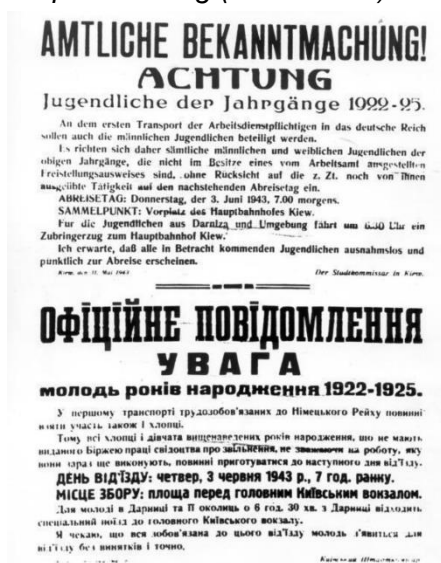 AMTLICHE BEKANNTMACHUNG!
ACHTUNG
Jugendliche der Jahrgänge 1922-25.
An dem ersten Transport der Arbeitsdienstpflichtigen in das deutsche Reich
sollen auch die männlichen Jugendlichen beteiligt werden.
Es richten sich daher sämtliche männlichen und weiblichen Jugendlichen der
obigen Jahrgänge, die nicht im Besitze eines vom Arbeitsamt ausgestellten
Freistellungsausweises sind, ohne Rücksicht auf die z. Zt. noch von ihnen
ausgeübte Tätigkeit auf den nachstehenden Abreisetag ein.
ABREISETAG: Donnerstag, der 3. Juni 1943, 7.00 morgens.
SAMMELPUNKT: Vorplatz des Hauptbahnhofes Kiew.
Für die Jugendlichen aus Darniza und Umgebung fährt um 6.30 Uhr ein
Zubringerzug zum Hauptbahnhof Kiew.
Ich erwarte, daß alle in Betracht kommenden Jugendlichen ausnahmslos und
pünktlich zur Abreise erscheinen.
Kiew, den 31. Mai 1943 Der Stadtkommissar in Kiew.
ОФІЦІЙНЕ ПОВІДОМЛЕННЯ
УВАГА
молодь років народження 1922-1925.
У першому транспорті трудозобов'язаних до Німецького Рейху повинні
взяти участь також і хлопці.
Тому всі хлопці і дівчата вищенаведених років народження, що не мають
виданого Біржею праці свідоцтва про звільнення, не зважаючи на роботу, яку
вони зараз ще виконують, повинні приготуватися до наступного дня від'їзду.
ДЕНЬ ВІД'ЇЗДУ: четвер, 3 червня 1943 р., 7 год. ранку.
МІСЦЕ ЗБОРУ: площа перед головним Київським вокзалом.
Для молоді в Дарниці та її околиць о 6 год. 30 хв. з Дарниці відходить
спеціальний поїзд до головного Київського вокзалу.
Я чекаю, що вся зобов'язана до цього від'їзду молодь з'явиться для
від'їзду без винятків і точно.